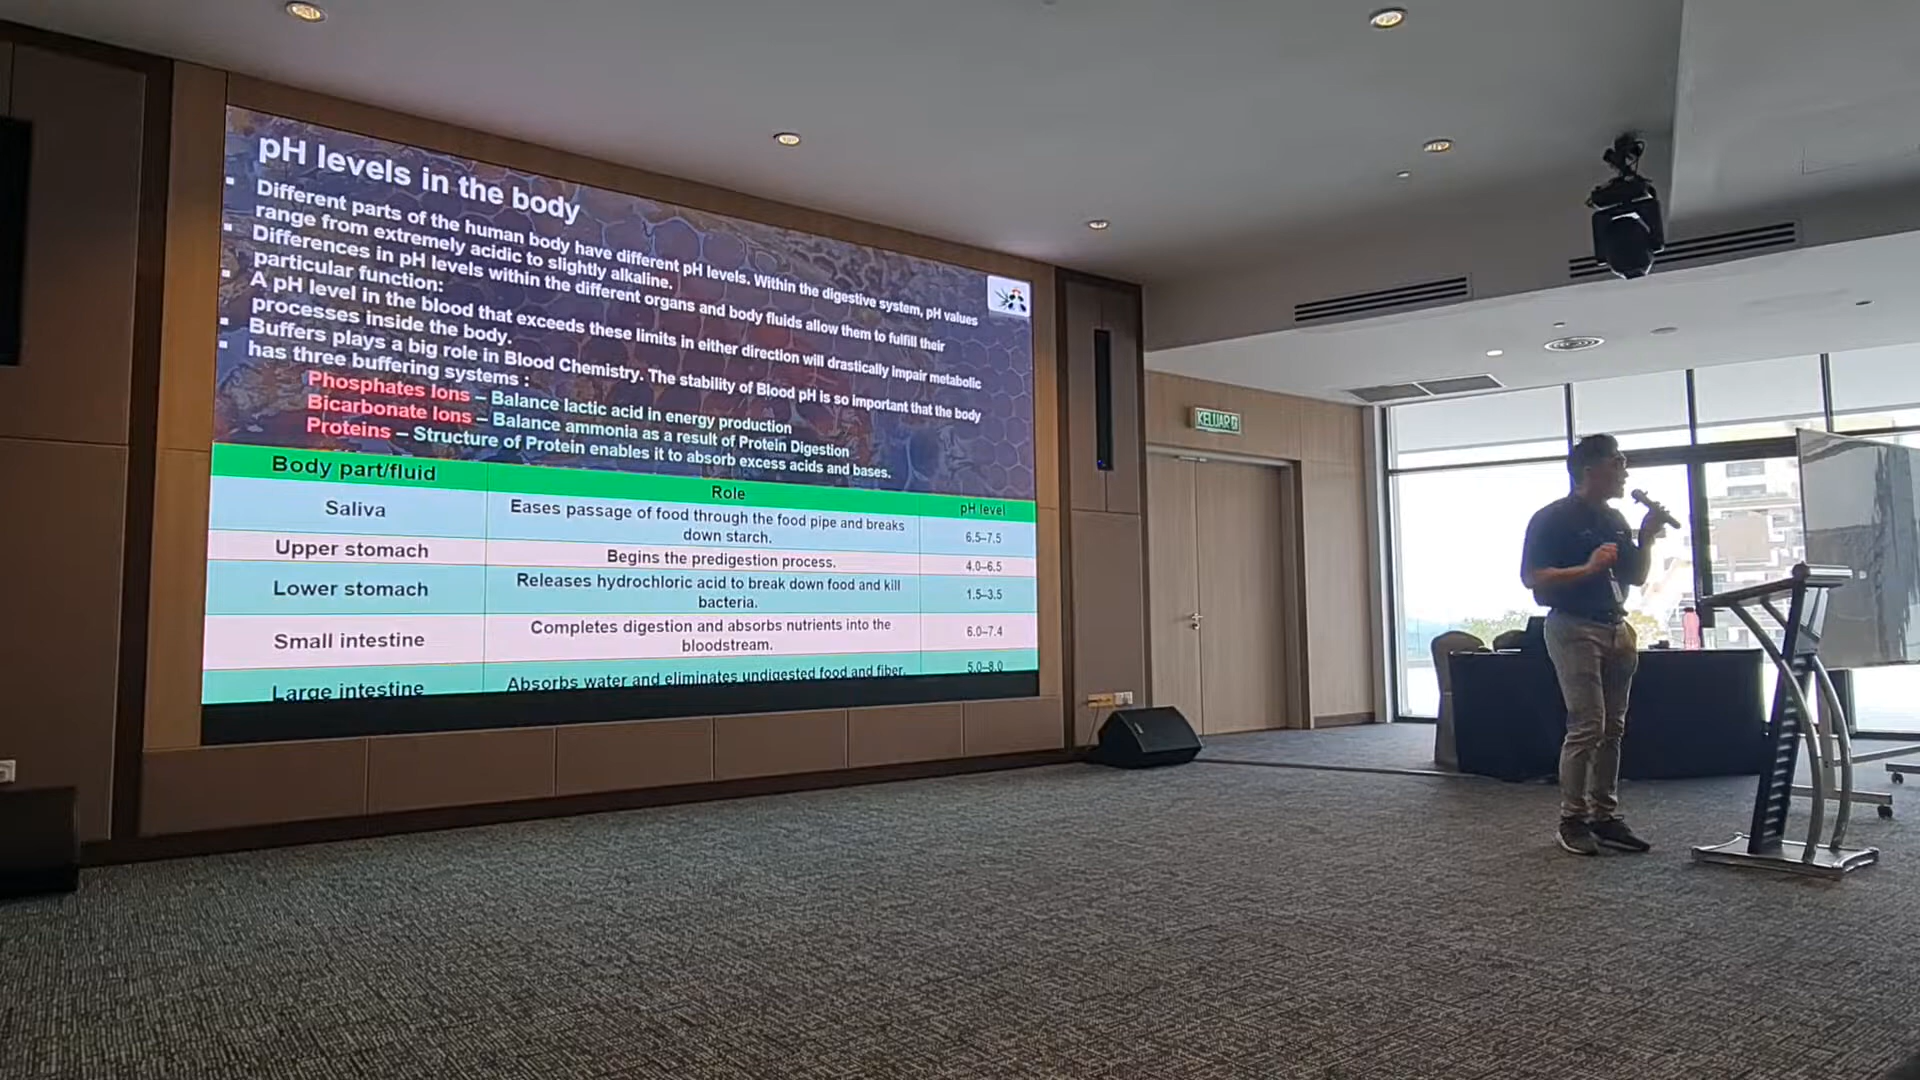 pH levels in the body
▪ Different parts of the human body have different pH levels. Within the digestive system, pH values
range from extremely acidic to slightly alkaline.
▪ Differences in pH levels within the different organs and body fluids allow them to fulfill their
particular function:
▪ A pH level in the blood that exceeds these limits in either direction will drastically impair metabolic
processes inside the body.
▪ Buffers plays a big role in Blood Chemistry. The stability of Blood pH is so important that the body
▪ has three buffering systems :
Phosphates Ions – Balance lactic acid in energy production
Bicarbonate Ions – Balance ammonia as a result of Protein Digestion
Proteins – Structure of Protein enables it to absorb excess acids and bases.
Body part/fluid Role pH level
Saliva Eases passage of food through the food pipe and breaks
down starch. 6.5–7.5
Upper stomach Begins the predigestion process. 4.0–6.5
Lower stomach Releases hydrochloric acid to break down food and kill
bacteria. 1.5–3.5
Small intestine Completes digestion and absorbs nutrients into the
bloodstream. 6.0–7.4
Large intestine Absorbs water and eliminates undigested food and fiber. 5.0–8.0
KELUAR